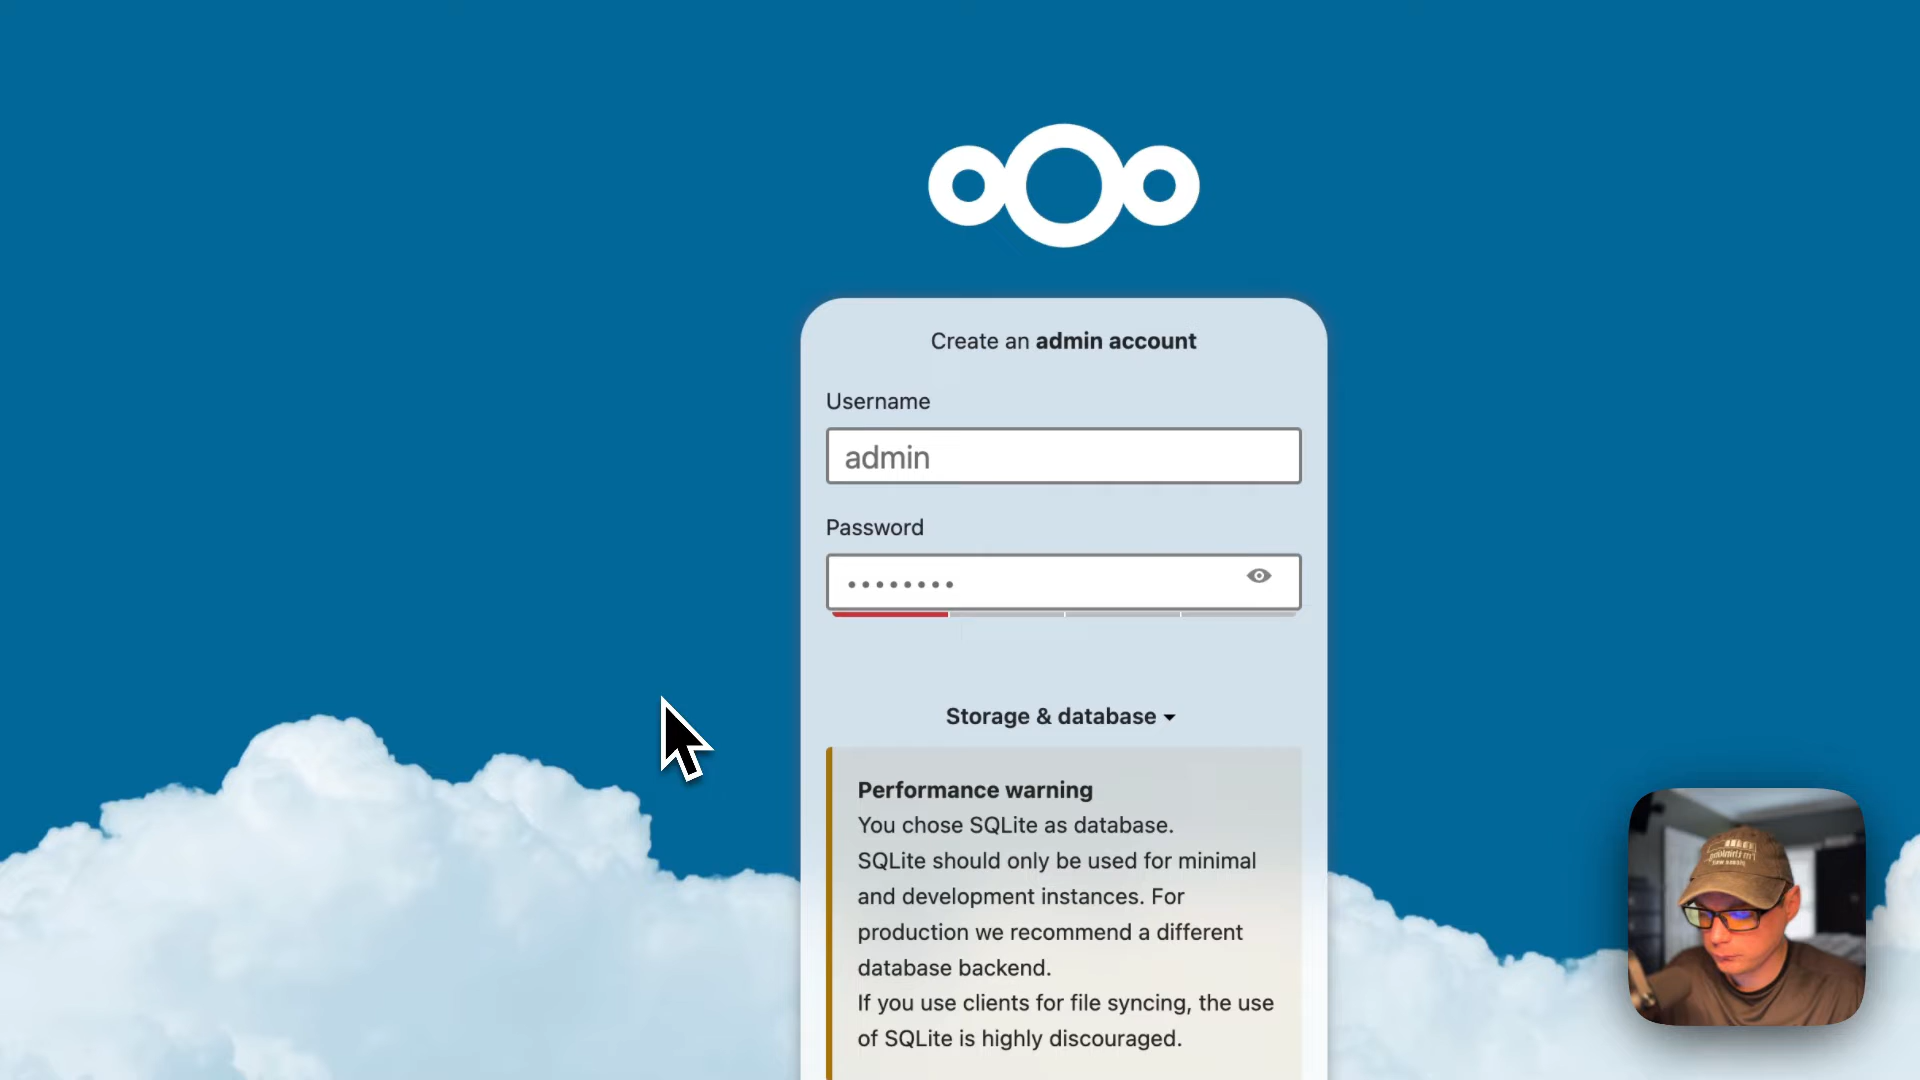 Create an admin account
Username
admin
Password
Storage & database
Performance warning
You chose SQLite as database.
SQLite should only be used for minimal
and development instances. For
production we recommend a different
database backend.
If you use clients for file syncing, the use
of SQLite is highly discouraged.